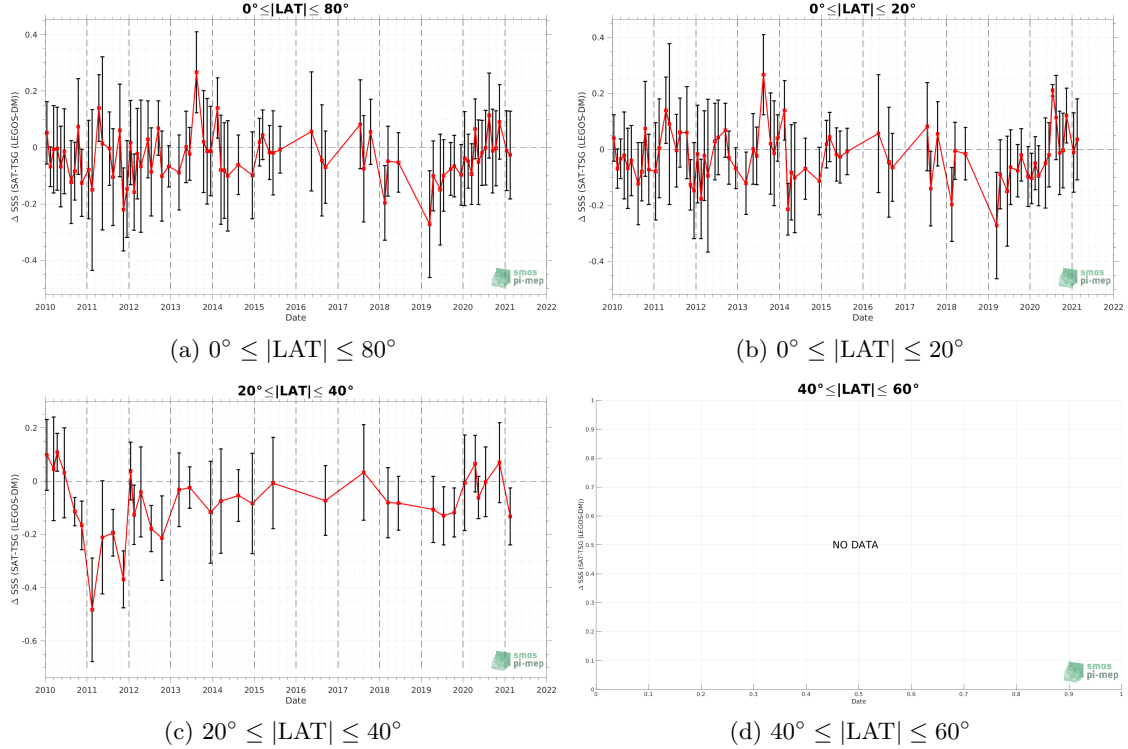 0°≤|LAT|≤ 80°
Δ SSS (SAT-TSG (LEGOS-DM))
0.4
0.2
0
-0.2
-0.4
smos
pi-mep
2010 2011 2012 2013 2014 2015 2016 2017 2018 2019 2020 2021 2022
Date
(a) 0° ≤ |LAT| ≤ 80°
0°≤|LAT|≤ 20°
Δ SSS (SAT-TSG (LEGOS-DM))
0.4
0.2
0
-0.2
-0.4
smos
pi-mep
2010 2011 2012 2013 2014 2015 2016 2017 2018 2019 2020 2021 2022
Date
(b) 0° ≤ |LAT| ≤ 20°
20°≤|LAT|≤ 40°
Δ SSS (SAT-TSG (LEGOS-DM))
0.2
0
-0.2
-0.4
-0.6
smos
pi-mep
2010 2011 2012 2013 2014 2015 2016 2017 2018 2019 2020 2021 2022
Date
(c) 20° ≤ |LAT| ≤ 40°
40°≤|LAT|≤ 60°
Δ SSS (SAT-TSG (LEGOS-DM))
1
0.9
0.8
0.7
0.6
0.5
0.4
0.3
0.2
0.1
0
NO DATA
smos
pi-mep
0 0.1 0.2 0.3 0.4 0.5 0.6 0.7 0.8 0.9 1
Date
(d) 40° ≤ |LAT| ≤ 60°